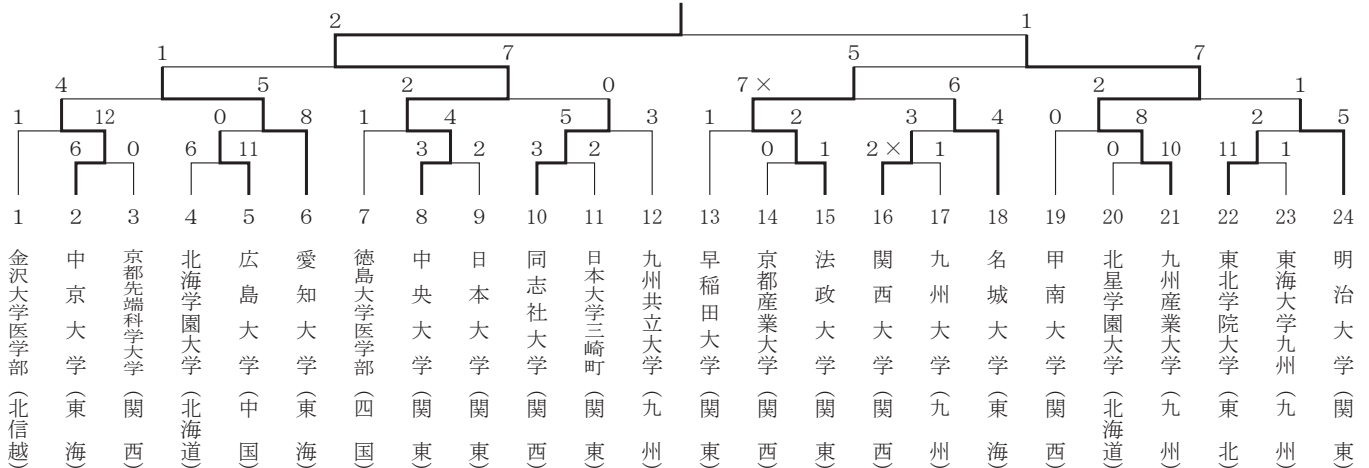 2 1
1 7 5 7
4 5 2 0 7× 6 2 1
1 12 0 8 1 4 5 3 1 2 3 4 0 8 2 5
6 0 6 11 3 2 3 2 0 1 2× 1 0 10 11 1
1 2 3 4 5 6 7 8 9 10 11 12 13 14 15 16 17 18 19 20 21 22 23 24
金沢大学医学部(北信越)
中京大学(東海)
京都先端科学大学(関西)
北海学園大学(北海道)
広島大学(中国)
愛知大学(東海)
徳島大学医学部(四国)
中央大学(関東)
日本大学(関東)
同志社大学(関西)
日本大学三崎町(関東)
九州共立大学(九州)
早稲田大学(関東)
京都産業大学(関西)
法政大学(関東)
関西大学(関西)
九州大学(九州)
名城大学(東海)
甲南大学(関西)
北星学園大学(北海道)
九州産業大学(九州)
東北学院大学(東北)
東海大学九州(九州)
明治大学(関東)